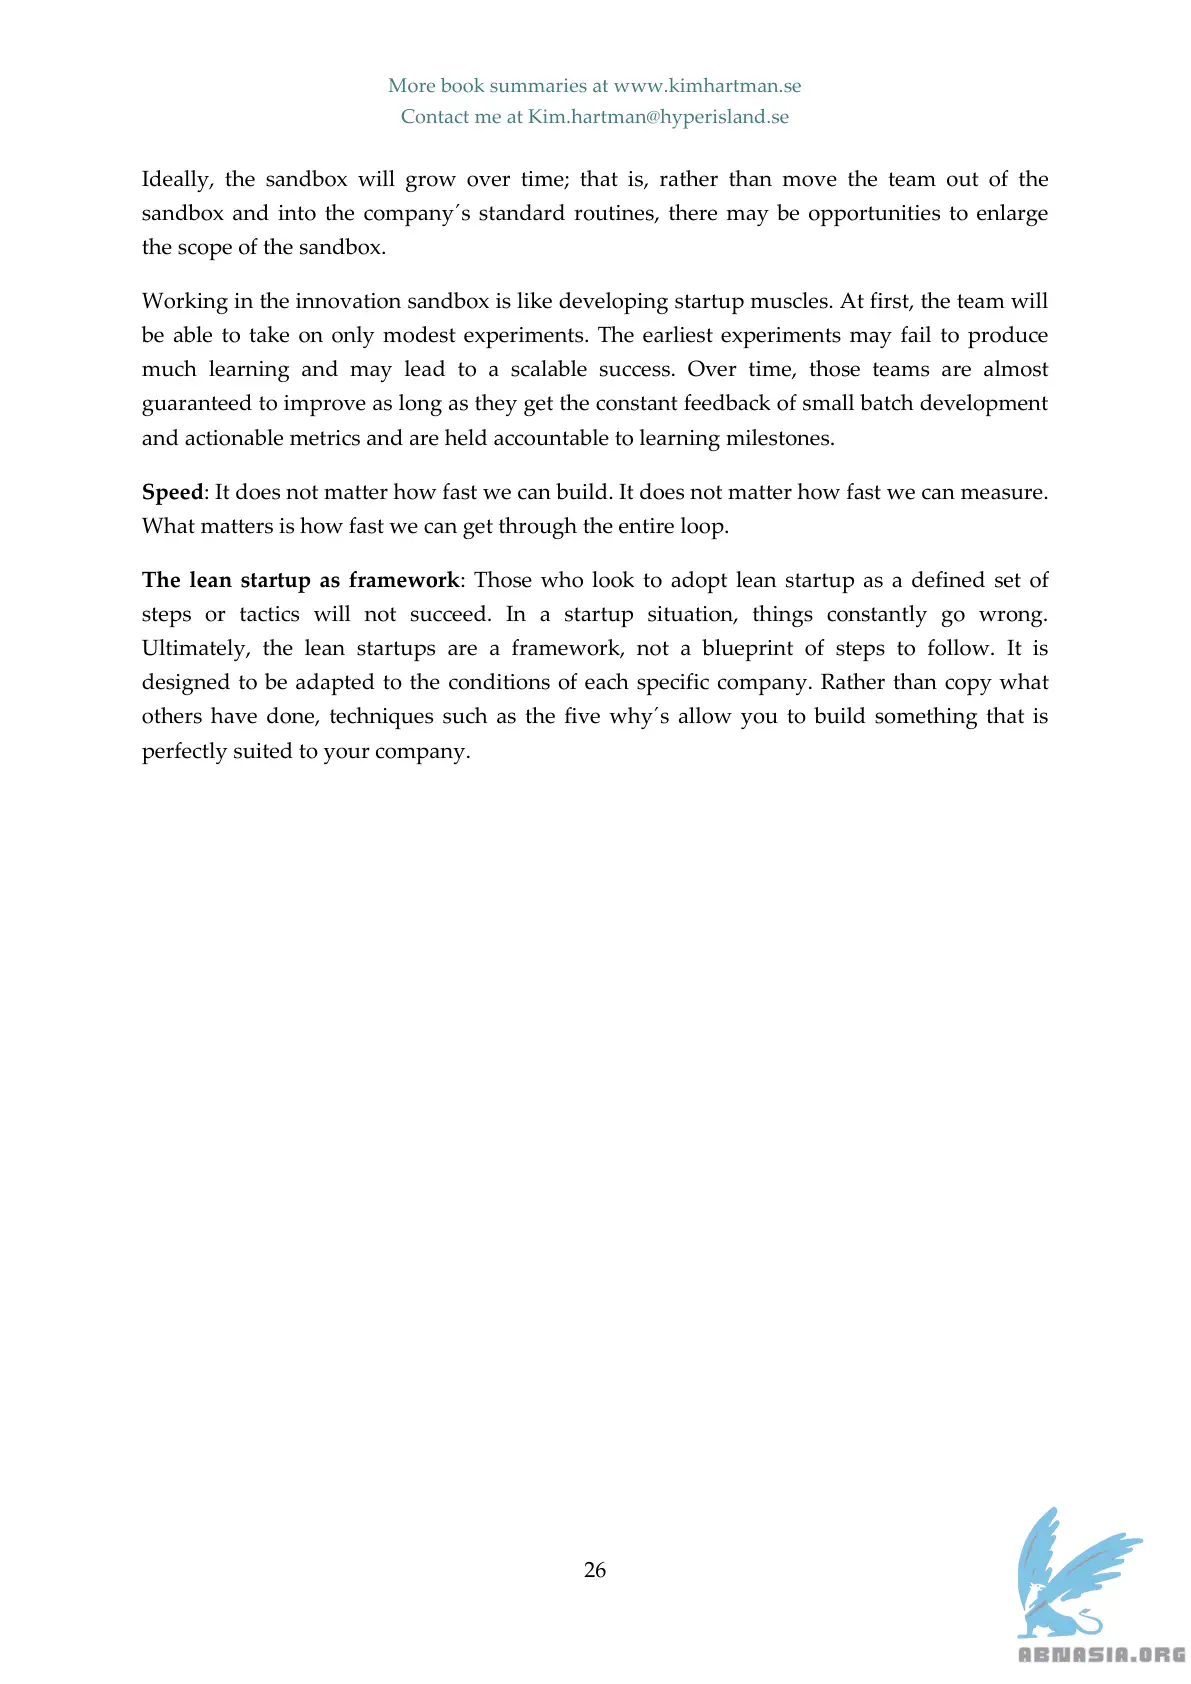 More book summaries at www.kimhartman.se
Contact me at Kim.hartman@hyperisland.se
Ideally, the sandbox will grow over time; that is, rather than move the team out of the
sandbox and into the company´s standard routines, there may be opportunities to enlarge
the scope of the sandbox.
Working in the innovation sandbox is like developing startup muscles. At first, the team will
be able to take on only modest experiments. The earliest experiments may fail to produce
much learning and may lead to a scalable success. Over time, those teams are almost
guaranteed to improve as long as they get the constant feedback of small batch development
and actionable metrics and are held accountable to learning milestones.
Speed: It does not matter how fast we can build. It does not matter how fast we can measure.
What matters is how fast we can get through the entire loop.
The lean startup as framework: Those who look to adopt lean startup as a defined set of
steps or tactics will not succeed. In a startup situation, things constantly go wrong.
Ultimately, the lean startups are a framework, not a blueprint of steps to follow. It is
designed to be adapted to the conditions of each specific company. Rather than copy what
others have done, techniques such as the five why´s allow you to build something that is
perfectly suited to your company.
26
ABNASIA.ORG